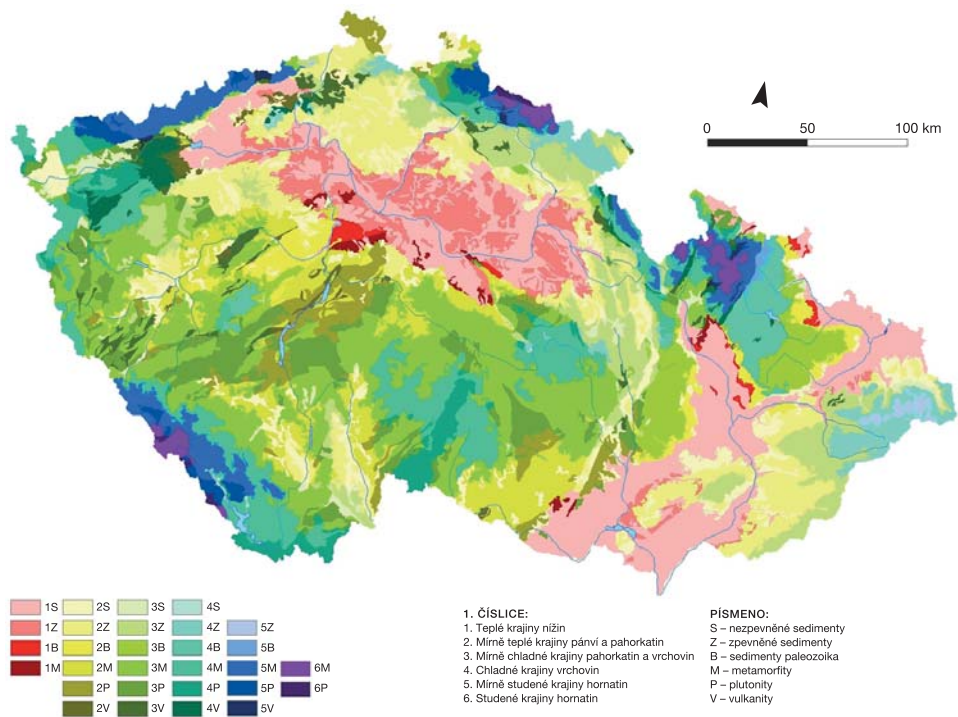 0 50 100 km
1S 2S 3S 4S
1Z 2Z 3Z 4Z 5Z
1B 2B 3B 4B 5B
1M 2M 3M 4M 5M 6M
2P 3P 4P 5P 6P
2V 3V 4V 5V
1. ČÍSLICE:
1. Teplé krajiny nížin
2. Mírně teplé krajiny pánví a pahorkatin
3. Mírně chladné krajiny pahorkatin a vrchovin
4. Chladné krajiny vrchovin
5. Mírně studené krajiny hornatin
6. Studené krajiny hornatin
PÍSMENO:
S – nezpevněné sedimenty
Z – zpevněné sedimenty
B – sedimenty paleozoika
M – metamorfity
P – plutonity
V – vulkanity